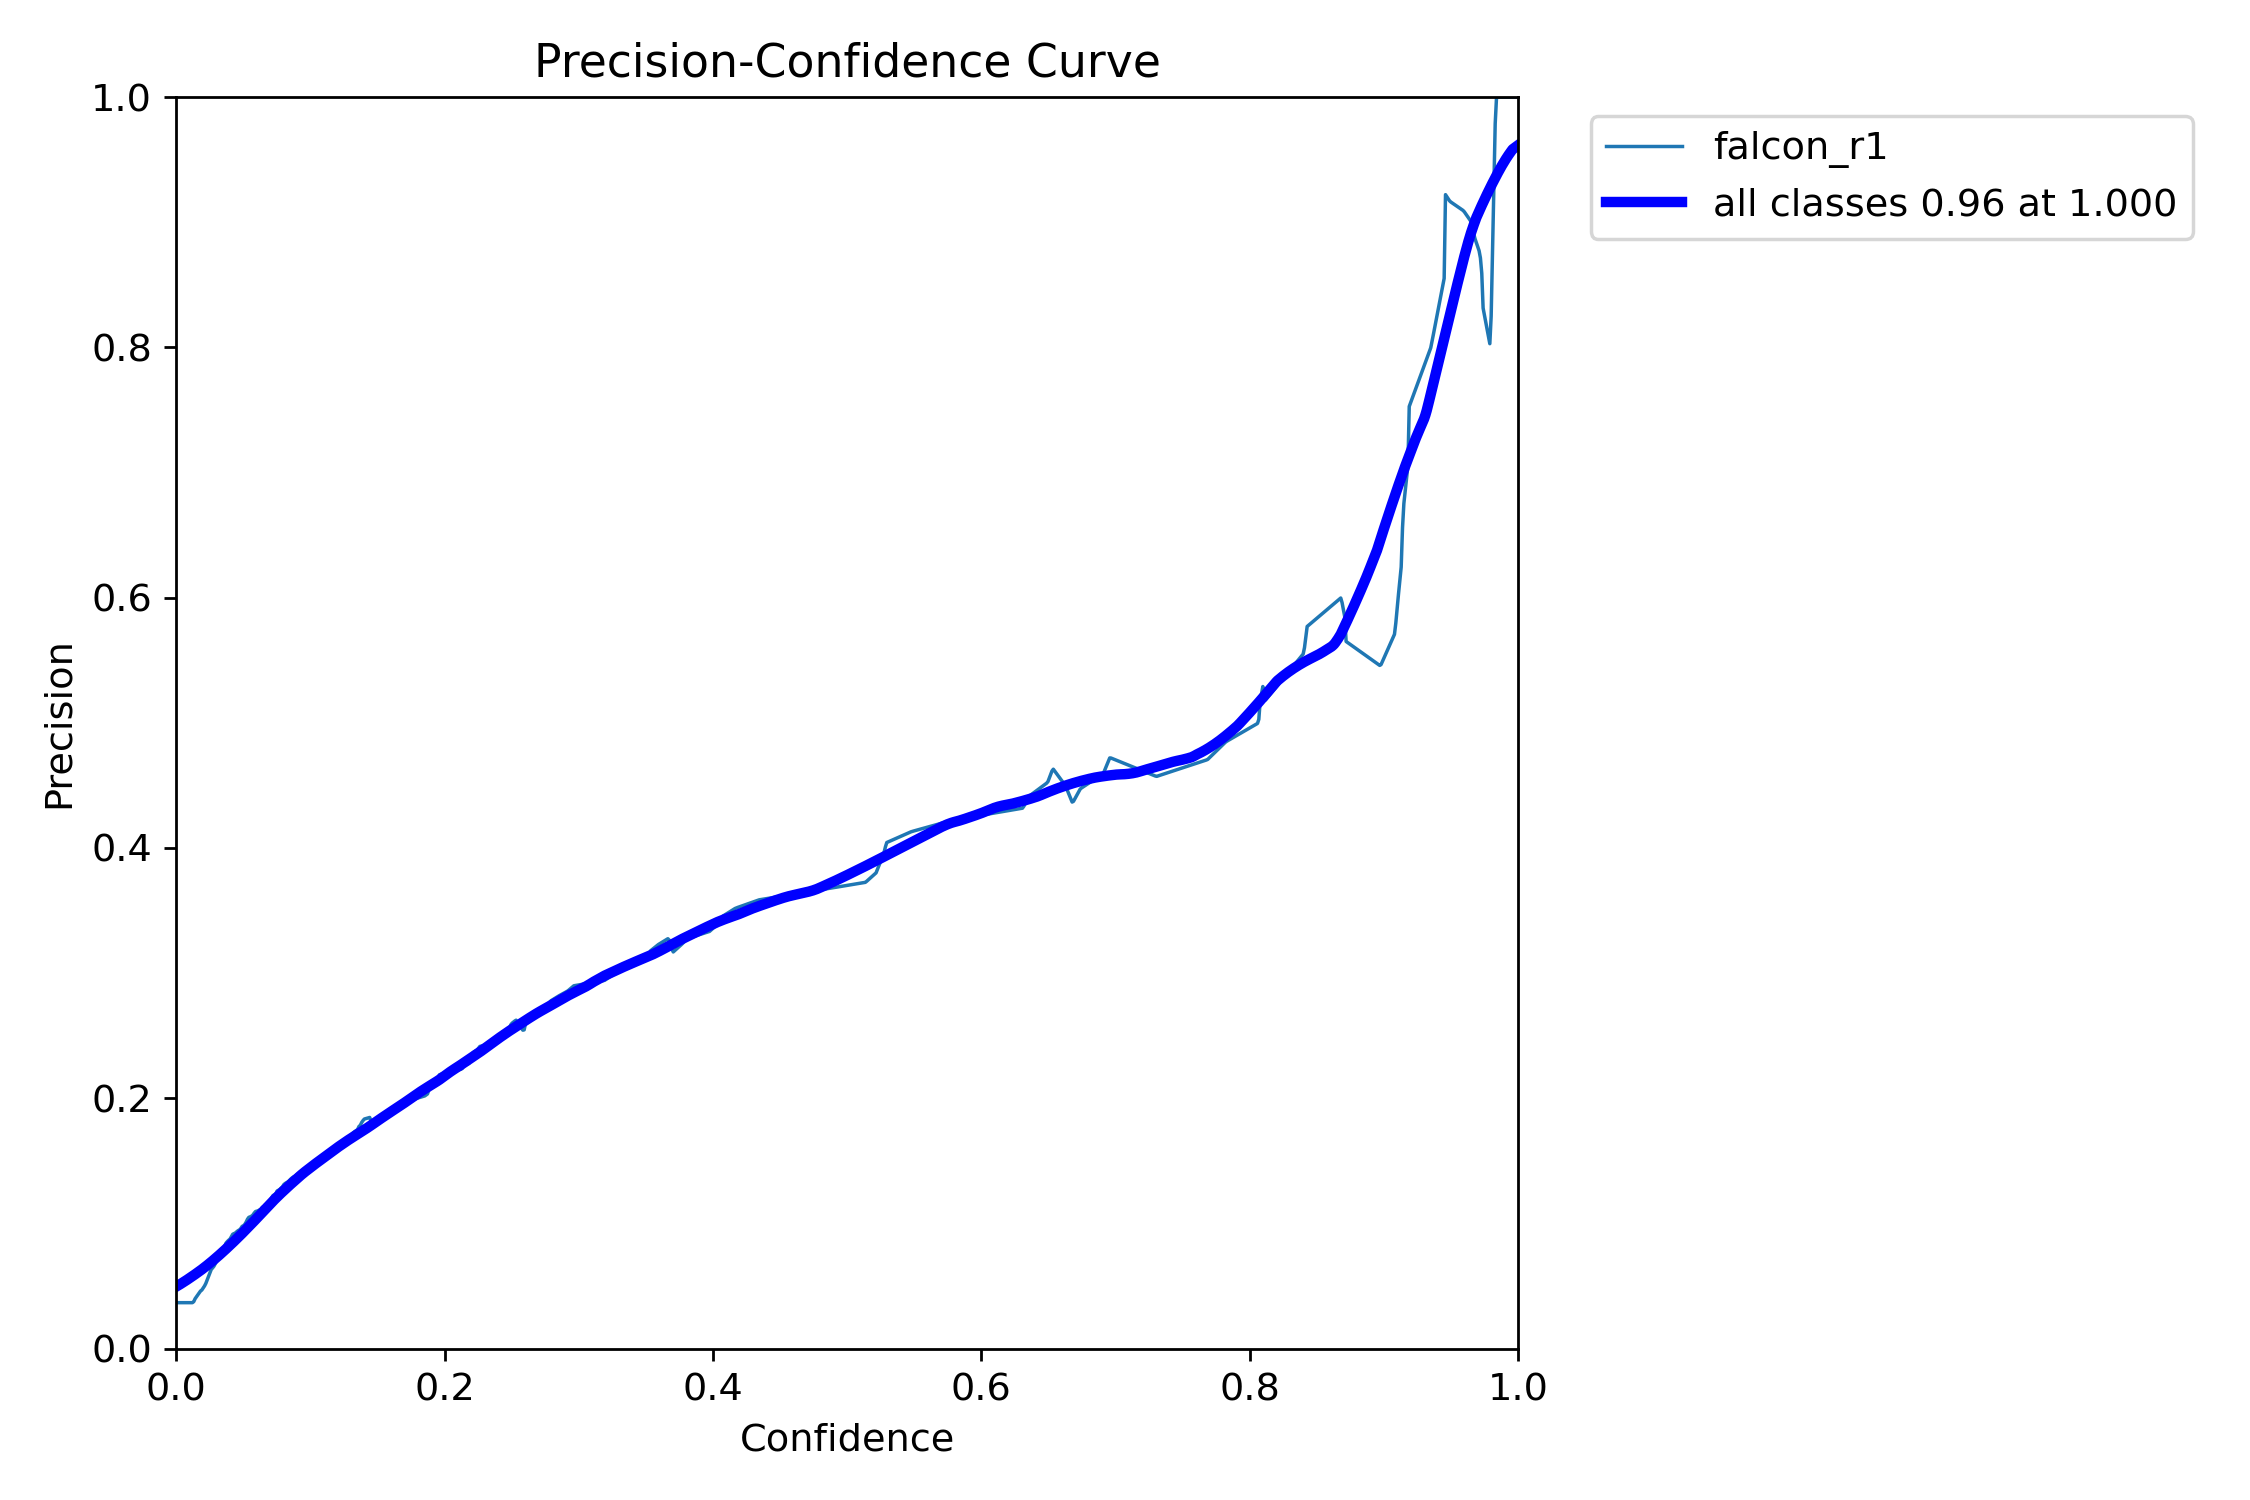 Precision-Confidence Curve
falcon_r1
all classes 0.96 at 1.000
Precision
1.0
0.8
0.6
0.4
0.2
0.0
0.0 0.2 0.4 0.6 0.8 1.0
Confidence